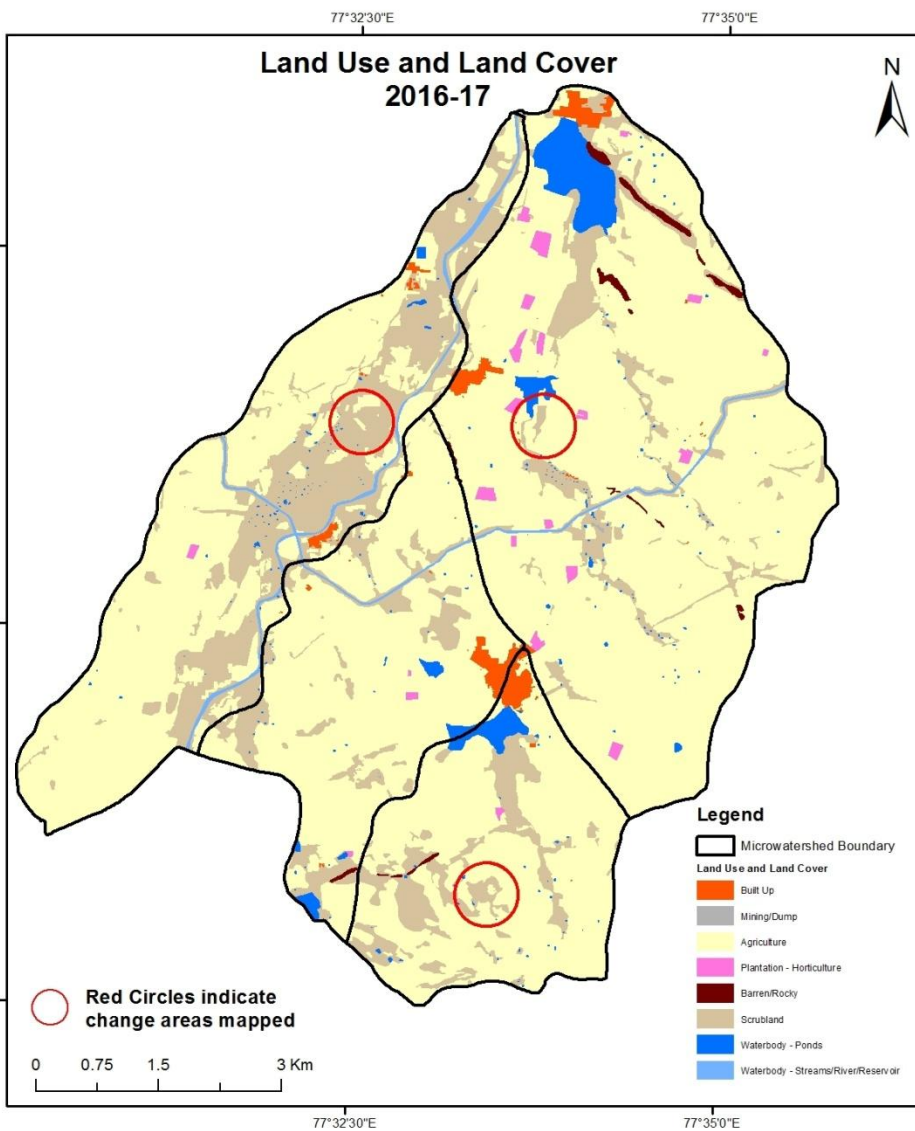 77°32'30"E
77°35'0"E
Land Use and Land Cover
2016-17
N
Legend
Microwatershed Boundary
Land Use and Land Cover
Built Up
Mining/Dump
Agriculture
Plantation - Horticulture
Barren/Rocky
Scrubland
Waterbody - Ponds
Waterbody - Streams/River/Reservoir
Red Circles indicate
change areas mapped
0 0.75 1.5 3 Km
77°32'30"E
77°35'0"E